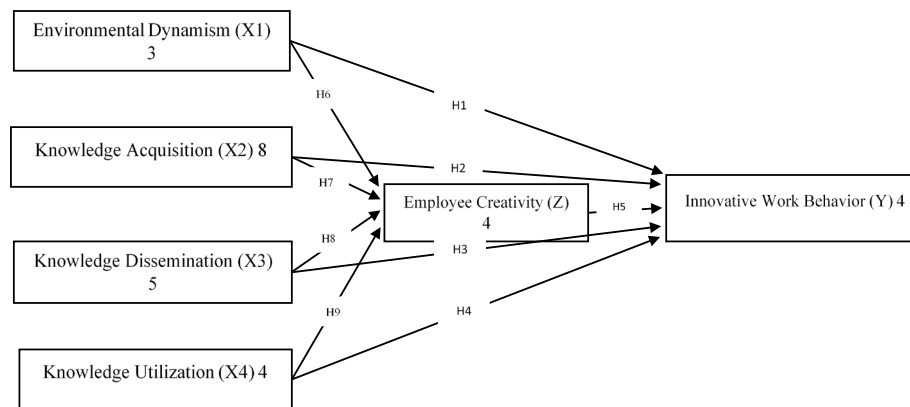 Environmental Dynamism (X1)
3
H6
H1
Knowledge Acquisition (X2) 8
H2
H7
Employee Creativity (Z)
4
H5
Innovative Work Behavior (Y) 4
H8
H3
Knowledge Dissemination (X3)
5
H9
H4
Knowledge Utilization (X4) 4